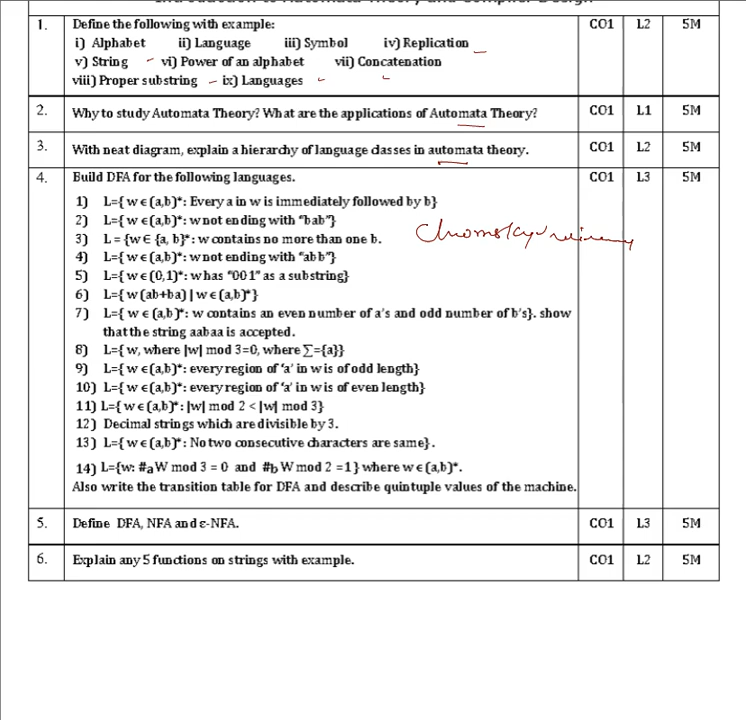 Introduction to Automata Theory and Compiler Design
1. Define the following with example: CO1 L2 5M
i) Alphabet ii) Language iii) Symbol iv) Replication
v) String vi) Power of an alphabet vii) Concatenation
viii) Proper substring ix) Languages
2. Why to study Automata Theory? What are the applications of Automata Theory? CO1 L1 5M
3. With neat diagram, explain a hierarchy of language classes in automata theory. CO1 L2 5M
4. Build DFA for the following languages. CO1 L3 5M
1) L={ w ϵ (a,b)*: Every a in w is immediately followed by b}
2) L={ w ϵ (a,b)*: w not ending with "bab"}
3) L = {w∈ {a, b}*: w contains no more than one b.
Chomsky
4) L={ w ϵ (a,b)*: w not ending with "abb"}
5) L={ w ϵ (0,1)*: w has "001" as a substring}
6) L={ w(ab+ba) | w ϵ (a,b)*}
7) L={ w ϵ (a,b)*: w contains an even number of a's and odd number of b's}. show
that the string aabaa is accepted.
8) L={ w, where |w| mod 3=0, where ∑={a}}
9) L={ w ϵ (a,b)*: every region of 'a' in w is of odd length}
10) L={ w ϵ (a,b)*: every region of 'a' in w is of even length}
11) L={ w ϵ (a,b)*: |w| mod 2 < |w| mod 3}
12) Decimal strings which are divisible by 3.
13) L={ w ϵ (a,b)*: No two consecutive characters are same}.
14) L={w: #aW mod 3 = 0 and #b W mod 2 =1} where w ϵ (a,b)*.
Also write the transition table for DFA and describe quintuple values of the machine.
5. Define DFA, NFA and ε-NFA. CO1 L3 5M
6. Explain any 5 functions on strings with example. CO1 L2 5M